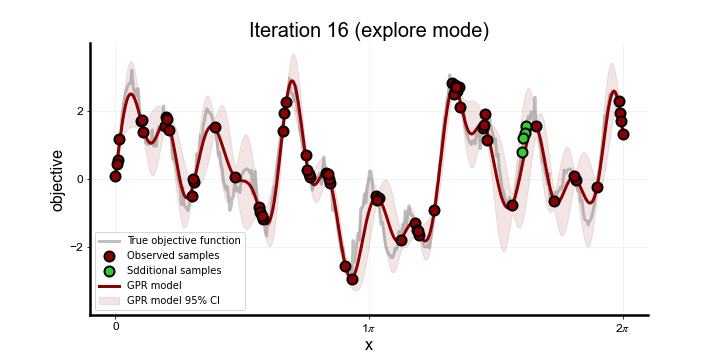 Iteration 16 (explore mode)
objective
2
0
−2
True objective function
Observed samples
Sdditional samples
GPR model
GPR model 95% CI
0
1π
2π
x